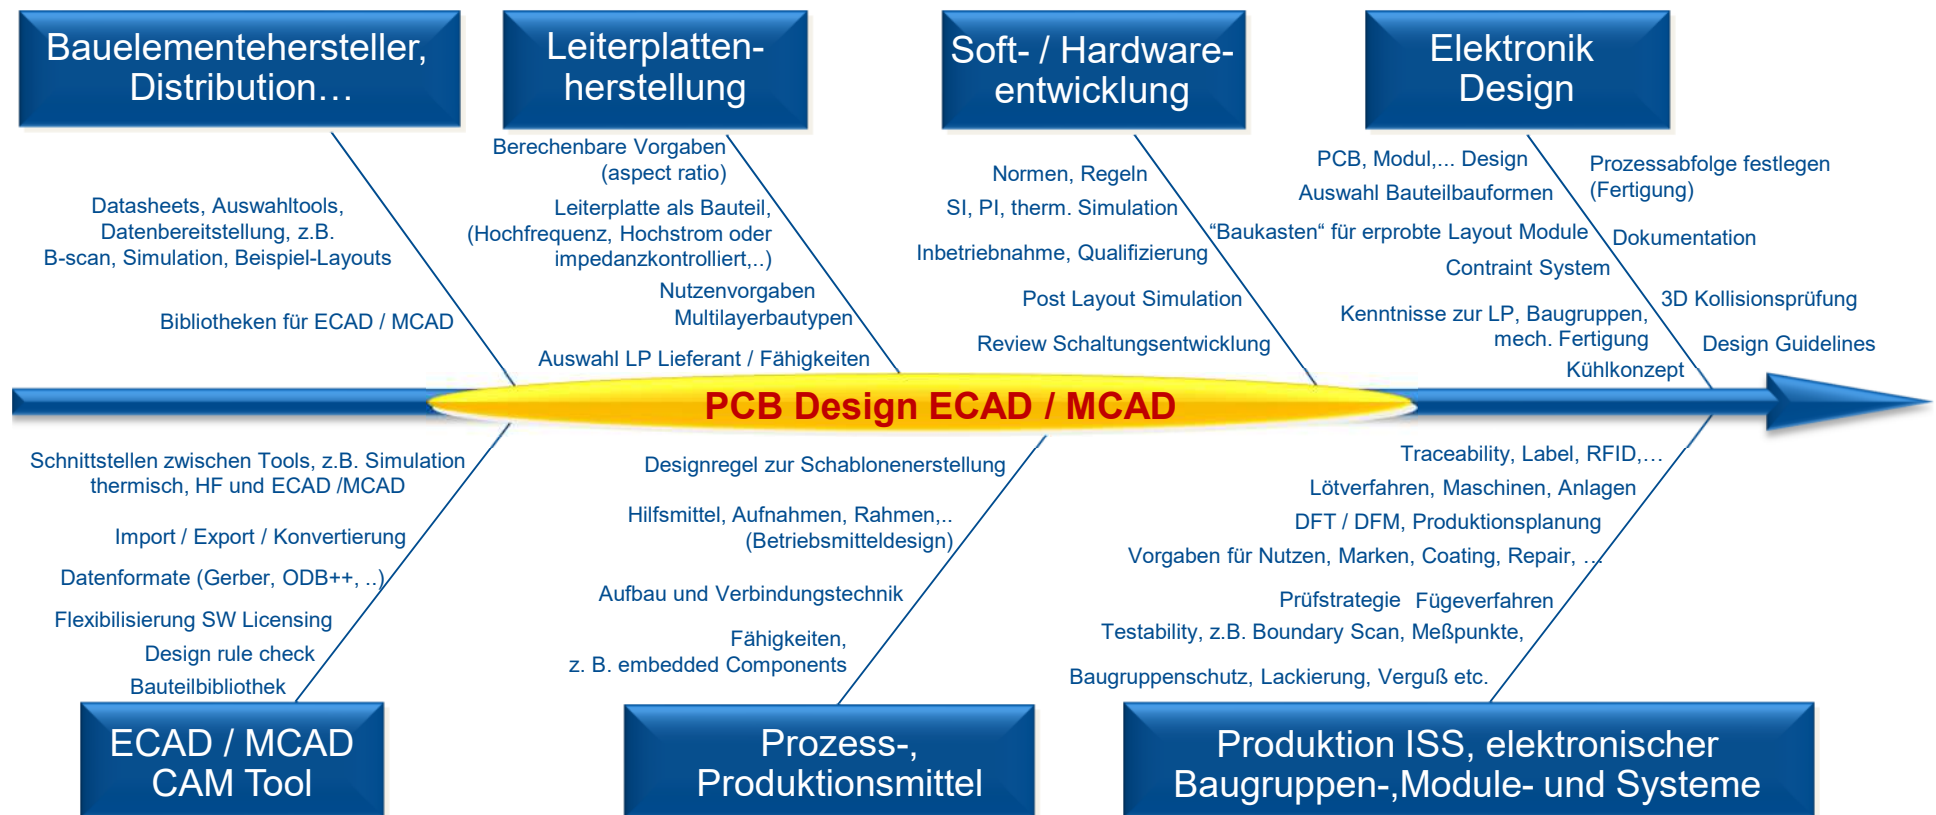 Bauelementehersteller,
Distribution…
Leiterplatten-
herstellung
Soft- / Hardware-
entwicklung
Elektronik
Design
Datasheets, Auswahltools,
Datenbereitstellung, z.B.
B-scan, Simulation, Beispiel-Layouts
Bibliotheken für ECAD / MCAD
Berechenbare Vorgaben
(aspect ratio)
Leiterplatte als Bauteil,
(Hochfrequenz, Hochstrom oder
impedanzkontrolliert,..)
Nutzenvorgaben
Multilayerbautypen
Auswahl LP Lieferant / Fähigkeiten
Normen, Regeln
SI, PI, therm. Simulation
Inbetriebnahme, Qualifizierung
Post Layout Simulation
Review Schaltungsentwicklung
PCB, Modul,... Design
Auswahl Bauteilbauformen
“Baukasten“ für erprobte Layout Module
Contraint System
Kenntnisse zur LP, Baugruppen,
mech. Fertigung
Kühlkonzept
Prozessabfolge festlegen
(Fertigung)
Dokumentation
3D Kollisionsprüfung
Design Guidelines
PCB Design ECAD / MCAD
Schnittstellen zwischen Tools, z.B. Simulation
thermisch, HF und ECAD /MCAD
Import / Export / Konvertierung
Datenformate (Gerber, ODB++, ..)
Flexibilisierung SW Licensing
Design rule check
Bauteilbibliothek
Designregel zur Schablonenerstellung
Hilfsmittel, Aufnahmen, Rahmen,..
(Betriebsmitteldesign)
Aufbau und Verbindungstechnik
Fähigkeiten,
z. B. embedded Components
Traceability, Label, RFID,…
Lötverfahren, Maschinen, Anlagen
DFT / DFM, Produktionsplanung
Vorgaben für Nutzen, Marken, Coating, Repair, …
Prüfstrategie Fügeverfahren
Testability, z.B. Boundary Scan, Meßpunkte,
Baugruppenschutz, Lackierung, Verguß etc.
ECAD / MCAD
CAM Tool
Prozess-,
Produktionsmittel
Produktion ISS, elektronischer
Baugruppen-,Module- und Systeme